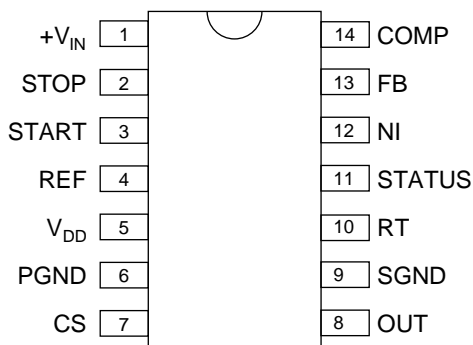 +VIN 1 14 COMP
STOP 2 13 FB
START 3 12 NI
REF 4 11 STATUS
VDD 5 10 RT
PGND 6 9 SGND
CS 7 8 OUT